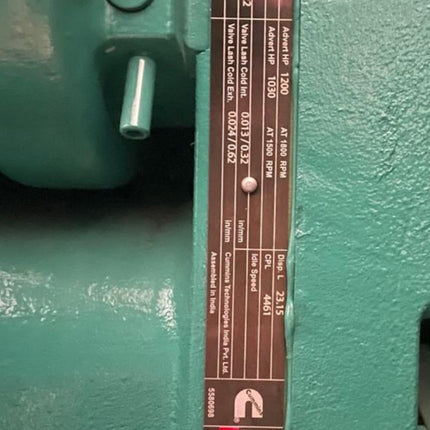 Advert HP 1200 AT 1800 RPM Disp. L 23.15
Advert HP 1030 AT 1500 RPM CPL 4461
Idle Speed
2 Valve Lash Cold Int. 0.013/0.32 in/mm Cummins Technologies India Pvt. Ltd.
Valve Lash Cold Exh. 0.024/0.62 in/mm Assembled in India
Cummins
5580698